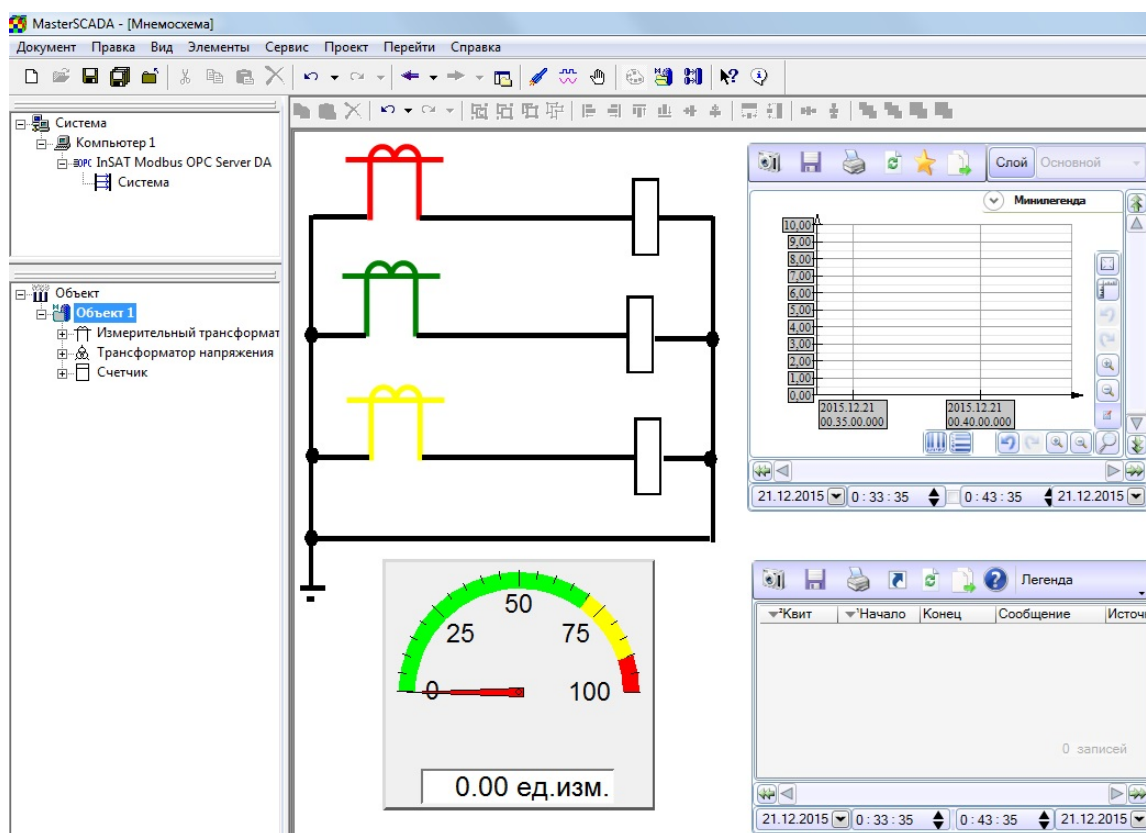 MasterSCADA - [Мнемосхема]
Документ Правка Вид Элементы Сервис Проект Перейти Справка
Система
Компьютер 1
OPC InSAT Modbus OPC Server DA
Система
Объект
Объект 1
Измерительный трансформат
Трансформатор напряжения
Счетчик
Слой Основной
Минилегенда
10,00
9,00
8,00
7,00
6,00
5,00
4,00
3,00
2,00
1,00
0,00
2015.12.21 2015.12.21
00.35.00.000 00.40.00.000
21.12.2015 0 : 33 : 35 0 : 43 : 35 21.12.2015
0 25 50 75 100
0.00 ед.изм.
Легенда
Квит Начало Конец Сообщение Источ
0 записей
21.12.2015 0 : 33 : 35 0 : 43 : 35 21.12.2015